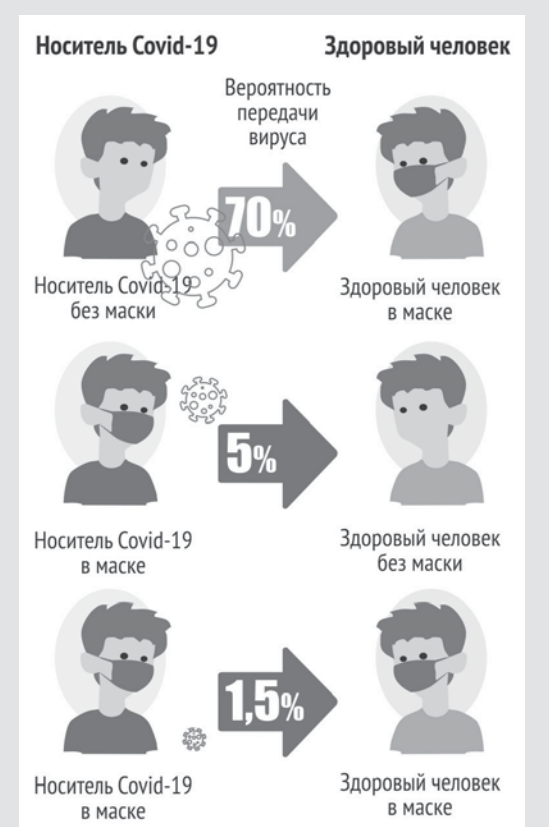 Носитель Covid-19
Здоровый человек
Вероятность
передачи
вируса
70%
Носитель Covid-19
без маски
Здоровый человек
в маске
5%
Носитель Covid-19
в маске
Здоровый человек
без маски
1,5%
Носитель Covid-19
в маске
Здоровый человек
в маске